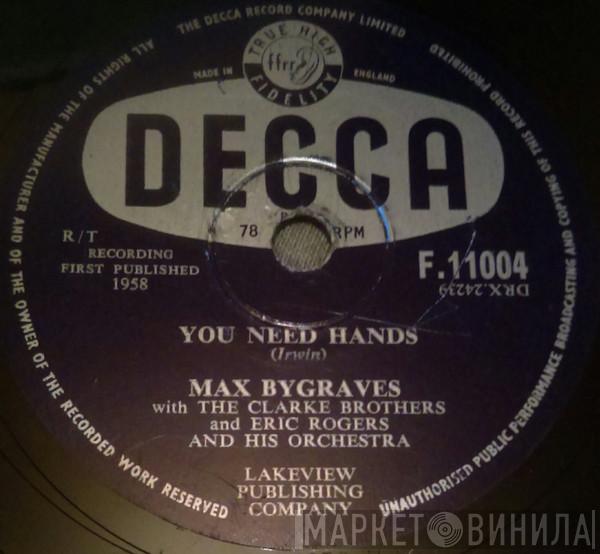 THE DECCA RECORD COMPANY LIMITED
ALL RIGHTS OF THE MANUFACTURER AND OF THE OWNER OF THE RECORDED WORK RESERVED
UNAUTHORISED PUBLIC PERFORMANCE BROADCASTING AND COPYING OF THIS RECORD PROHIBITED
TRUE HIGH
ffrr
FIDELITY
MADE IN ENGLAND
DECCA
78 RPM
R/T
RECORDING
FIRST PUBLISHED
1958
F.11004
DRX.24239
YOU NEED HANDS
(Irwin)
MAX BYGRAVES
with THE CLARKE BROTHERS
and ERIC ROGERS
AND HIS ORCHESTRA
LAKEVIEW
PUBLISHING
COMPANY
МАРКЕТ ВИНИЛА